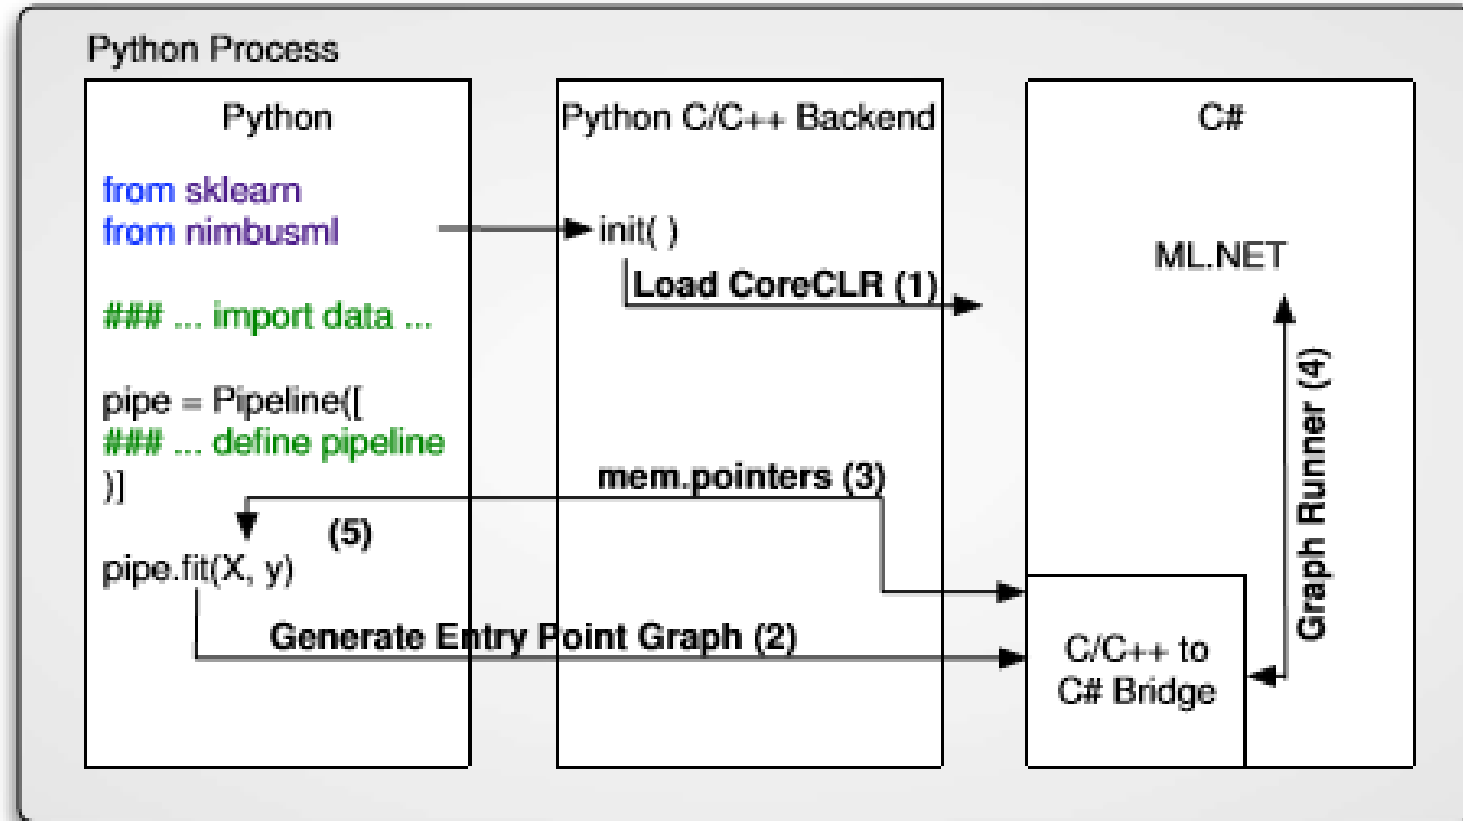 Python Process
Python
from sklearn
from nimbusml
### ... import data ...
pipe = Pipeline([
### ... define pipeline
)]
(5)
pipe.fit(X, y)
Python C/C++ Backend
init( )
Load CoreCLR (1)
mem.pointers (3)
Generate Entry Point Graph (2)
C#
ML.NET
Graph Runner (4)
C/C++ to
C# Bridge